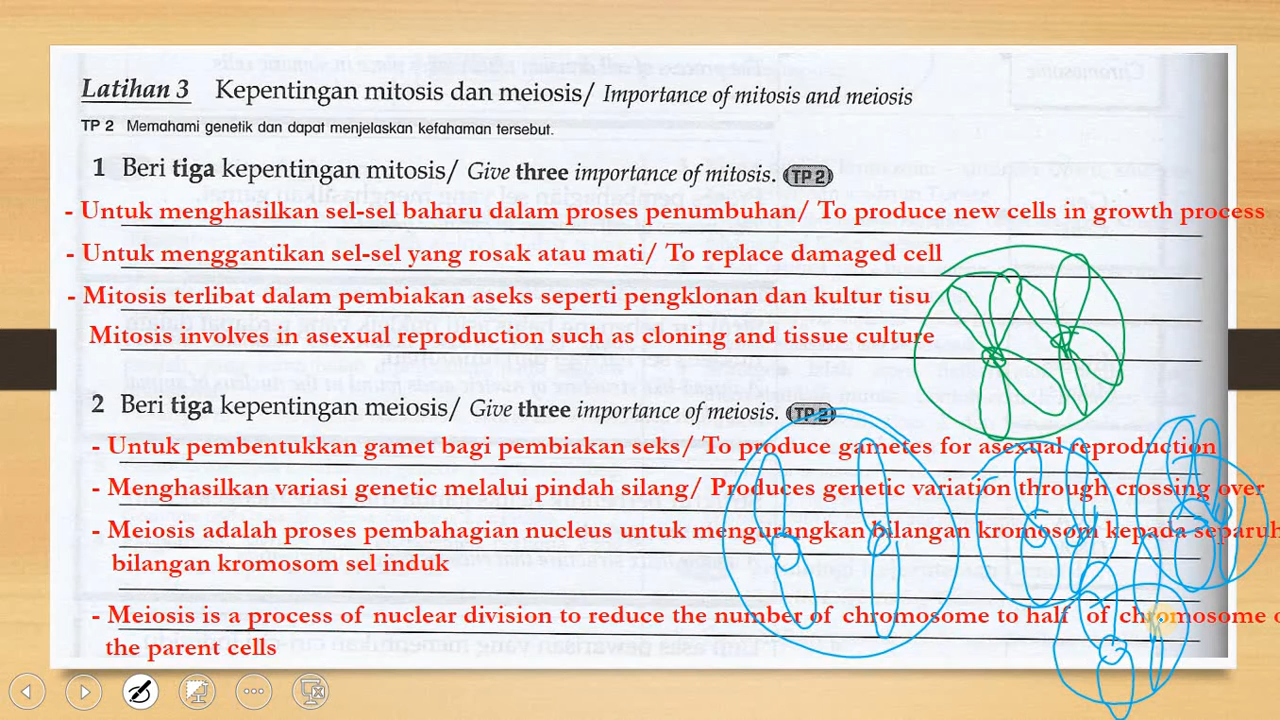 Latihan 3 Kepentingan mitosis dan meiosis/ Importance of mitosis and meiosis
TP 2 Memahami genetik dan dapat menjelaskan kefahaman tersebut.
1 Beri tiga kepentingan mitosis/ Give three importance of mitosis. TP 2
- Untuk menghasilkan sel-sel baharu dalam proses penumbuhan/ To produce new cells in growth process
- Untuk menggantikan sel-sel yang rosak atau mati/ To replace damaged cell
- Mitosis terlibat dalam pembiakan aseks seperti pengklonan dan kultur tisu
Mitosis involves in asexual reproduction such as cloning and tissue culture
2 Beri tiga kepentingan meiosis/ Give three importance of meiosis. TP 2
- Untuk pembentukkan gamet bagi pembiakan seks/ To produce gametes for asexual reproduction
- Menghasilkan variasi genetic melalui pindah silang/ Produces genetic variation through crossing over
- Meiosis adalah proses pembahagian nucleus untuk mengurangkan bilangan kromosom kepada separuh
bilangan kromosom sel induk
- Meiosis is a process of nuclear division to reduce the number of chromosome to half of chromosome
the parent cells